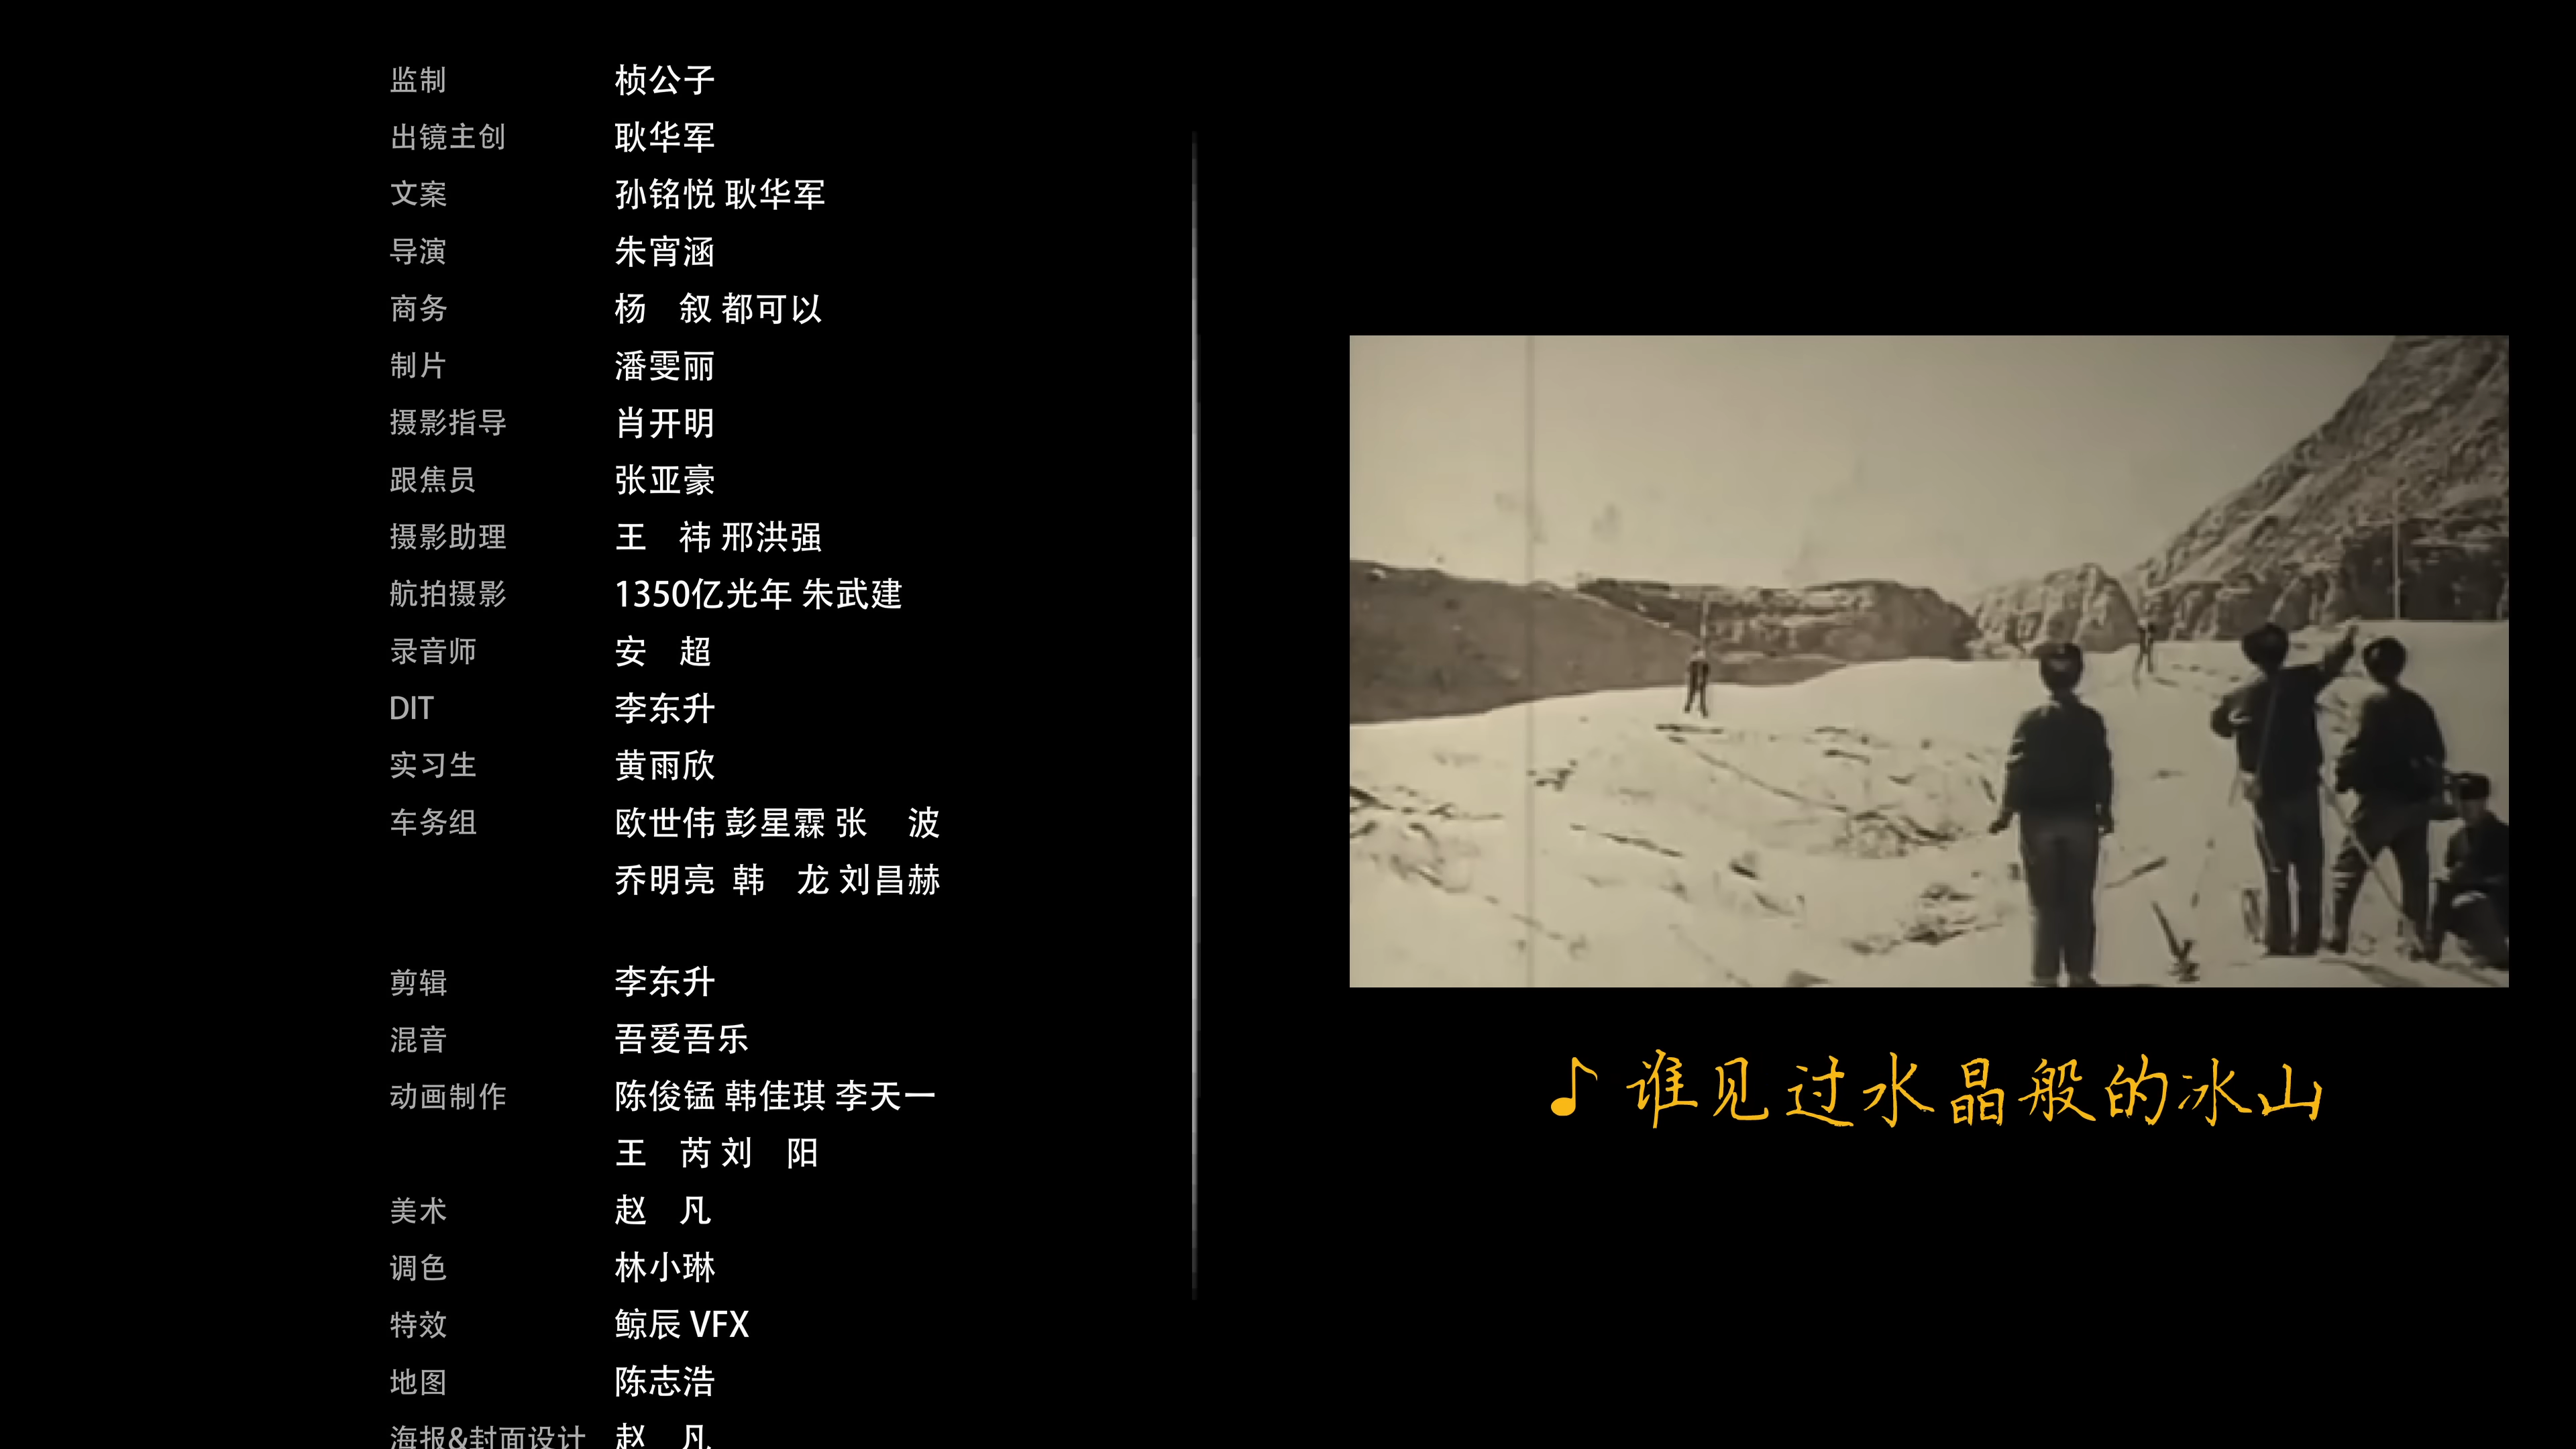 监制 桢公子
出镜主创 耿华军
文案 孙铭悦 耿华军
导演 朱宵涵
商务 杨 叙 都可以
制片 潘雯丽
摄影指导 肖开明
跟焦员 张亚豪
摄影助理 王 祎 邢洪强
航拍摄影 1350亿光年 朱武建
录音师 安 超
DIT 李东升
实习生 黄雨欣
车务组 欧世伟 彭星霖 张 波
乔明亮 韩 龙 刘昌赫
剪辑 李东升
混音 吾爱吾乐
动画制作 陈俊锰 韩佳琪 李天一
王 芮 刘 阳
美术 赵 凡
调色 林小琳
特效 鲸辰 VFX
地图 陈志浩
海报&封面设计 赵 凡
♪ 谁见过水晶般的冰山